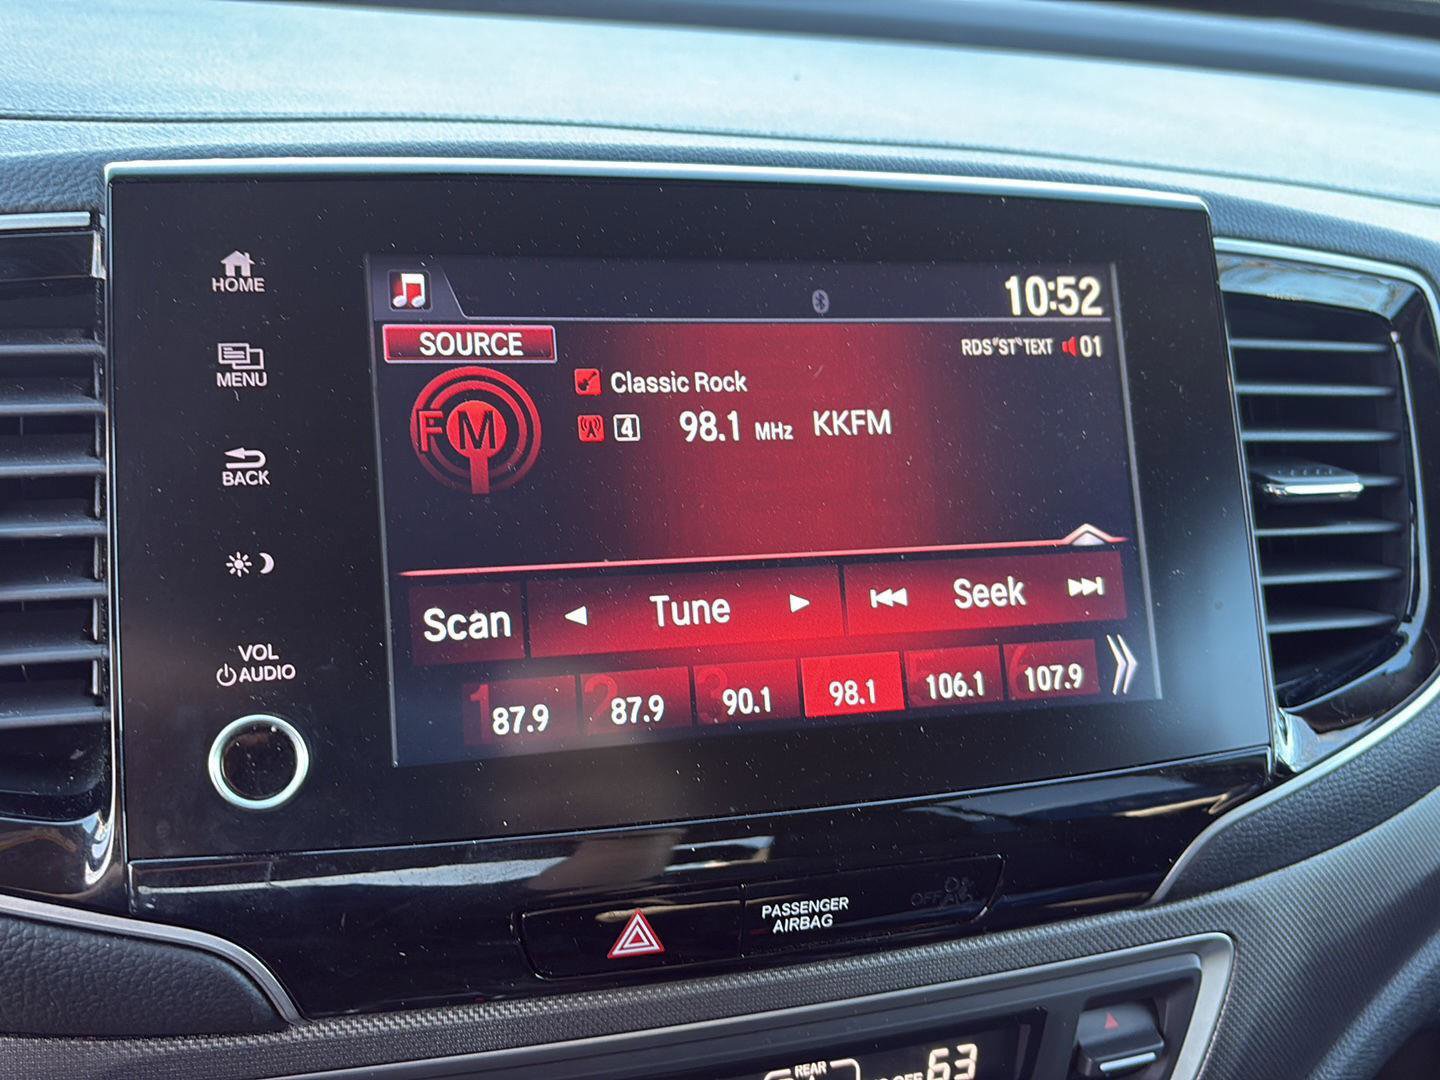 HOME
MENU
BACK
VOL
AUDIO
10:52
SOURCE
RDS ST TEXT 01
FM
Classic Rock
4 98.1 MHz KKFM
Scan Tune Seek
1 87.9 2 87.9 3 90.1 4 98.1 5 106.1 6 107.9
PASSENGER
AIRBAG
OFF
REAR
OFF 63